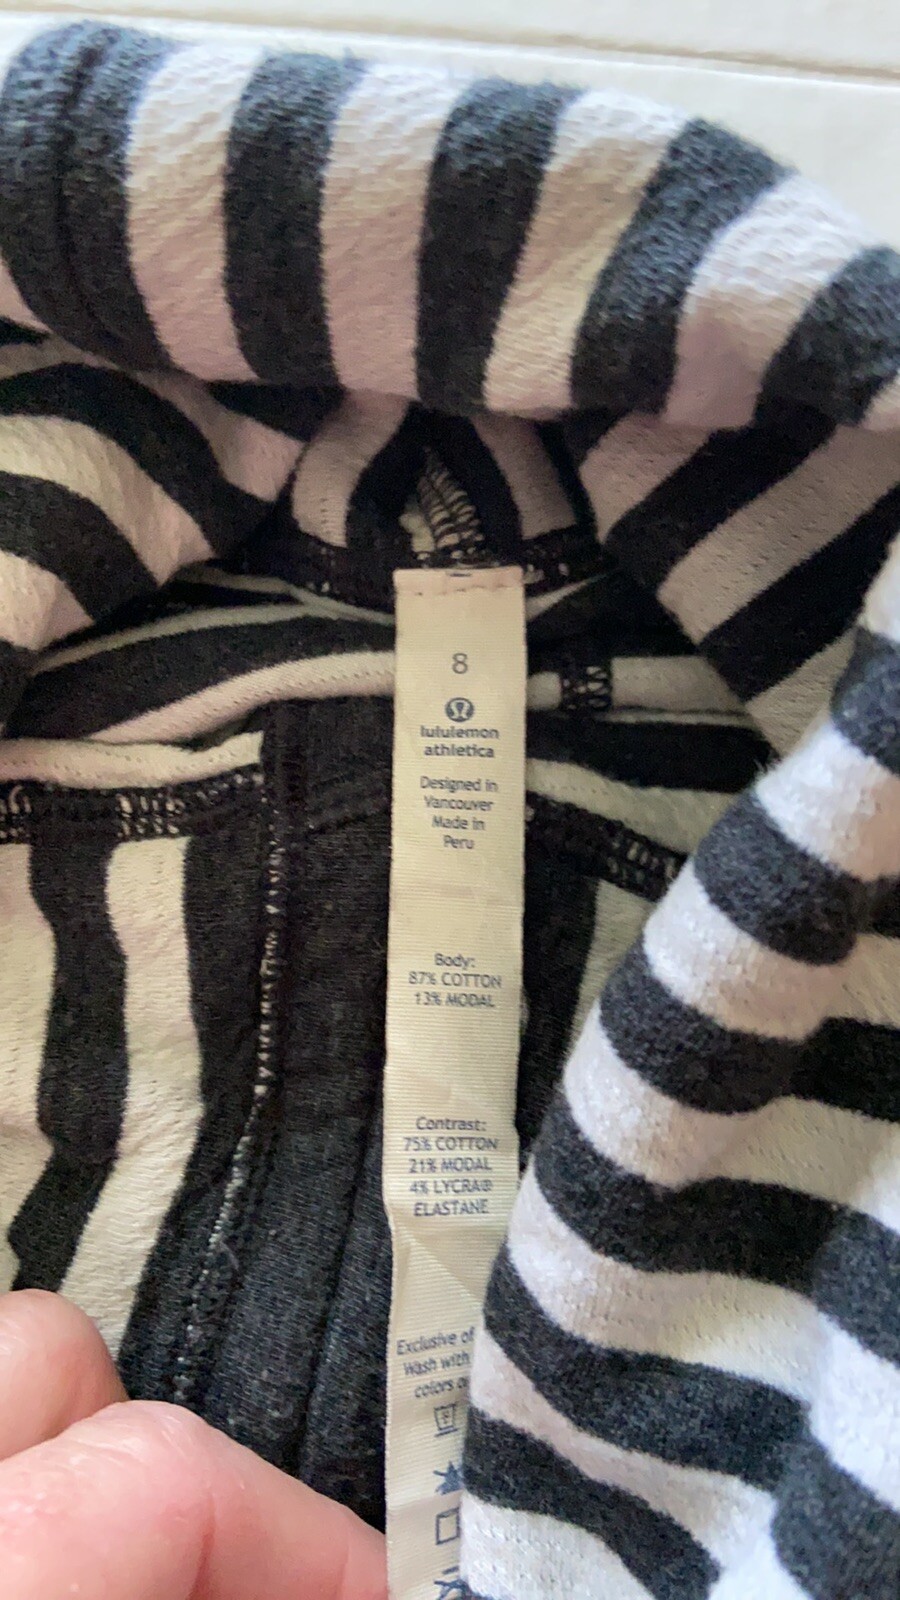 8
lululemon
athletica
Designed in
Vancouver
Made in
Peru
Body:
87% COTTON
13% MODAL
Contrast:
75% COTTON
21% MODAL
4% LYCRA®
ELASTANE
Exclusive of
Wash with
colors